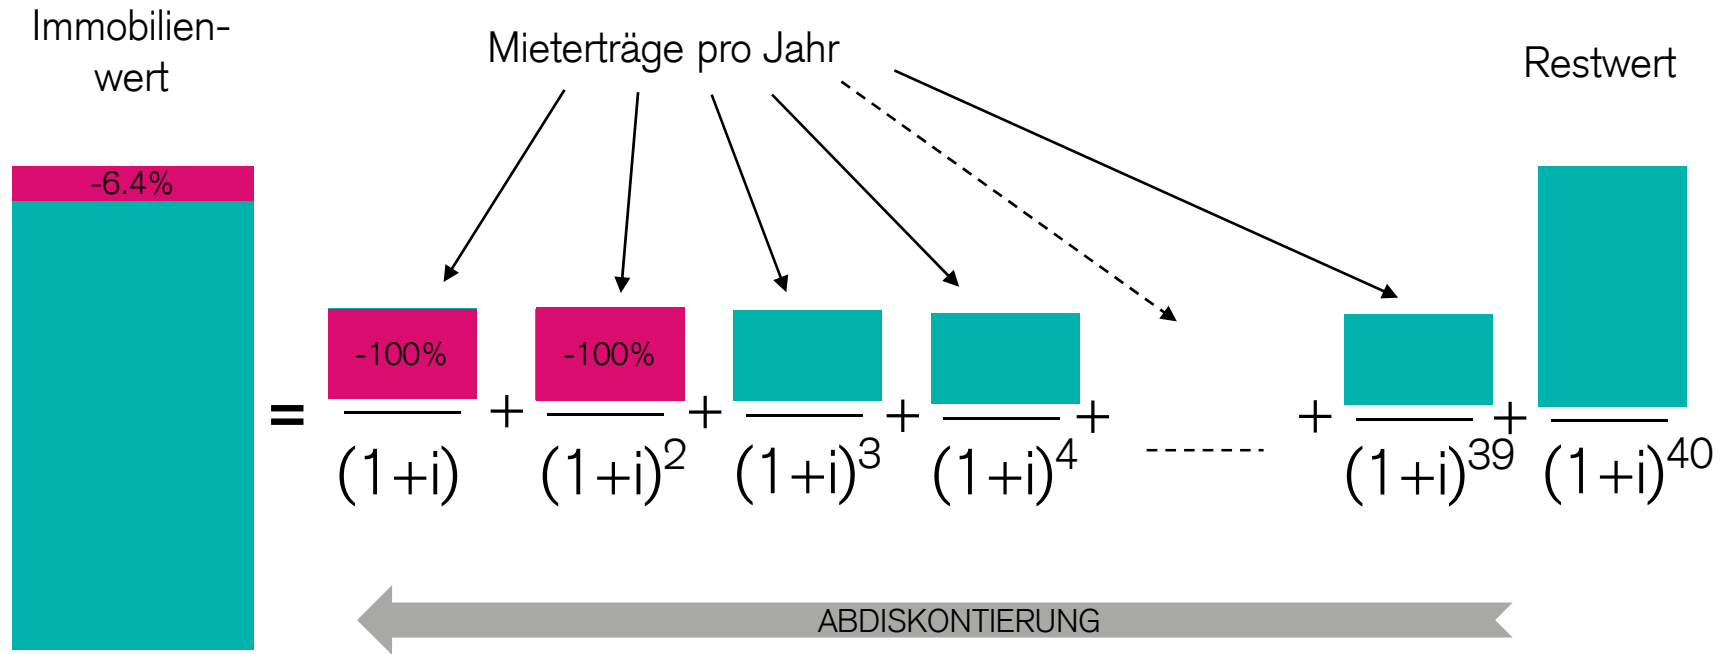 Immobilien-
wert
Mieterträge pro Jahr
Restwert
-6.4%
-100%
-100%
= + + + + + +
(1+i) (1+i)2 (1+i)3 (1+i)4 (1+i)39 (1+i)40
ABDISKONTIERUNG